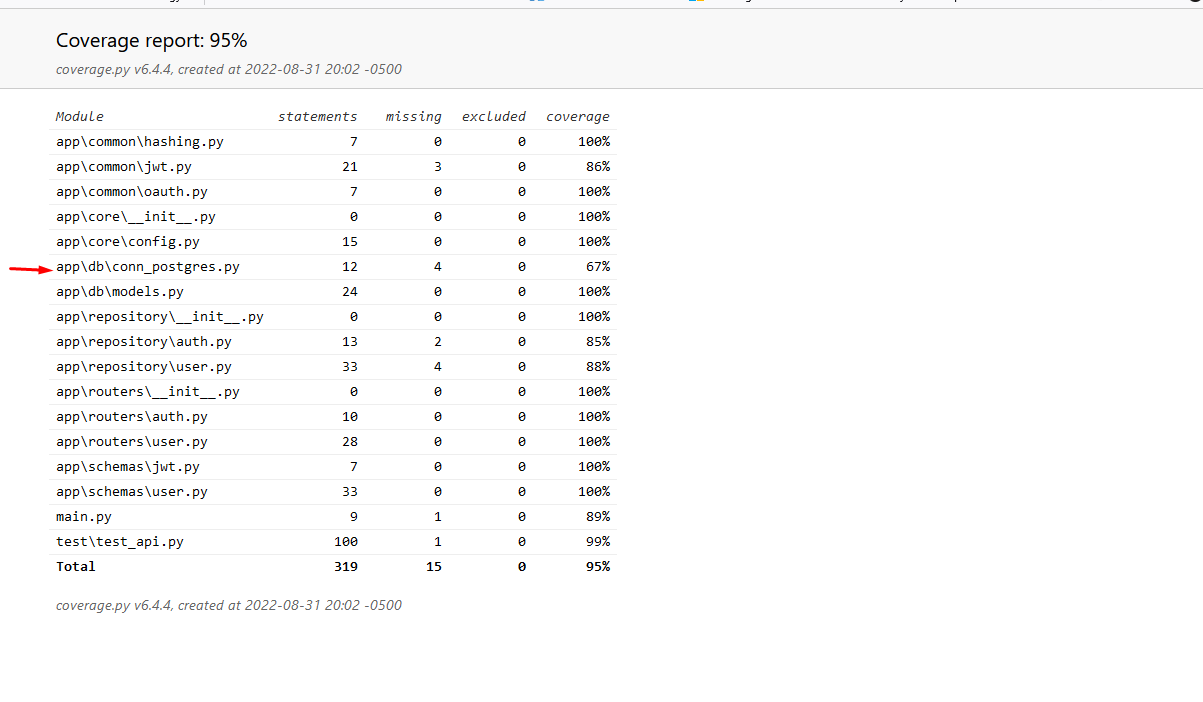 Coverage report: 95%
coverage.py v6.4.4, created at 2022-08-31 20:02 -0500
Module statements missing excluded coverage
app\common\hashing.py 7 0 0 100%
app\common\jwt.py 21 3 0 86%
app\common\oauth.py 7 0 0 100%
app\core\__init__.py 0 0 0 100%
app\core\config.py 15 0 0 100%
app\db\conn_postgres.py 12 4 0 67%
app\db\models.py 24 0 0 100%
app\repository\__init__.py 0 0 0 100%
app\repository\auth.py 13 2 0 85%
app\repository\user.py 33 4 0 88%
app\routers\__init__.py 0 0 0 100%
app\routers\auth.py 10 0 0 100%
app\routers\user.py 28 0 0 100%
app\schemas\jwt.py 7 0 0 100%
app\schemas\user.py 33 0 0 100%
main.py 9 1 0 89%
test\test_api.py 100 1 0 99%
Total 319 15 0 95%
coverage.py v6.4.4, created at 2022-08-31 20:02 -0500